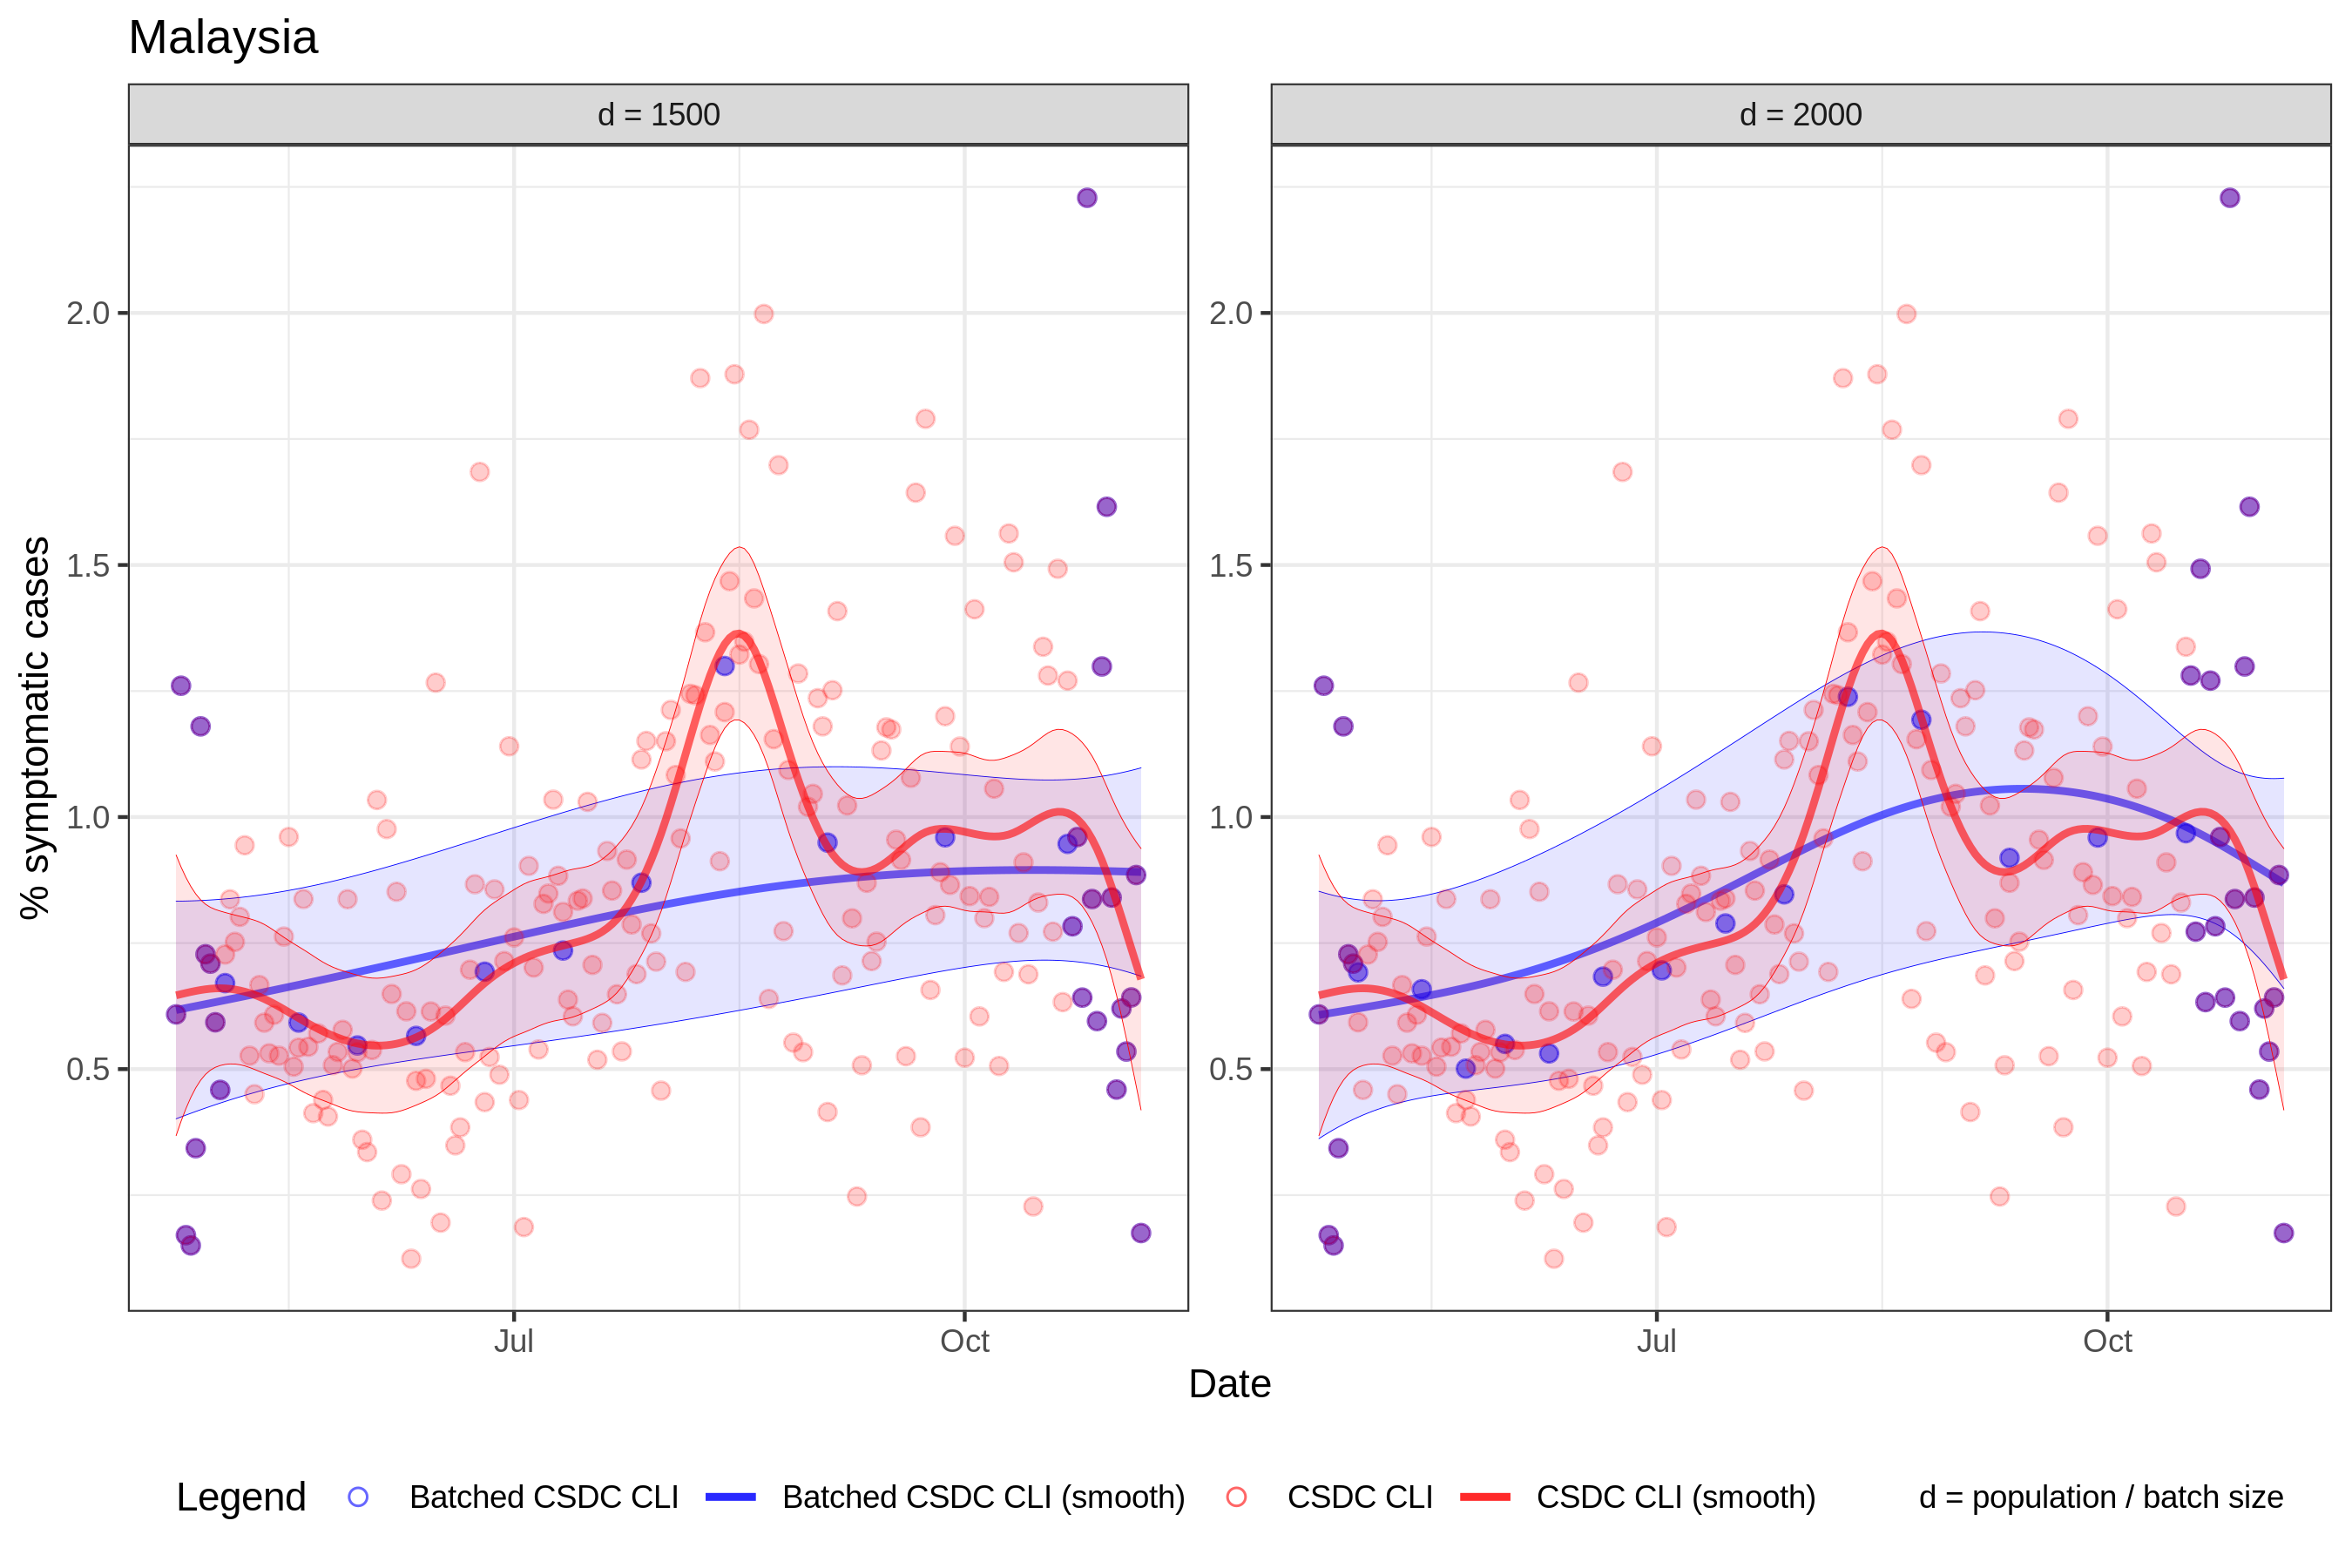 Malaysia
d = 1500
d = 2000
% symptomatic cases
2.0
1.5
1.0
0.5
2.0
1.5
1.0
0.5
Jul
Oct
Jul
Oct
Date
Legend
Batched CSDC CLI
Batched CSDC CLI (smooth)
CSDC CLI
CSDC CLI (smooth)
d = population / batch size